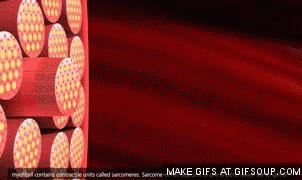 myofibril contains contractile units called sarcomeres. Sarcome
MAKE GIFS AT GIFSOUP.COM